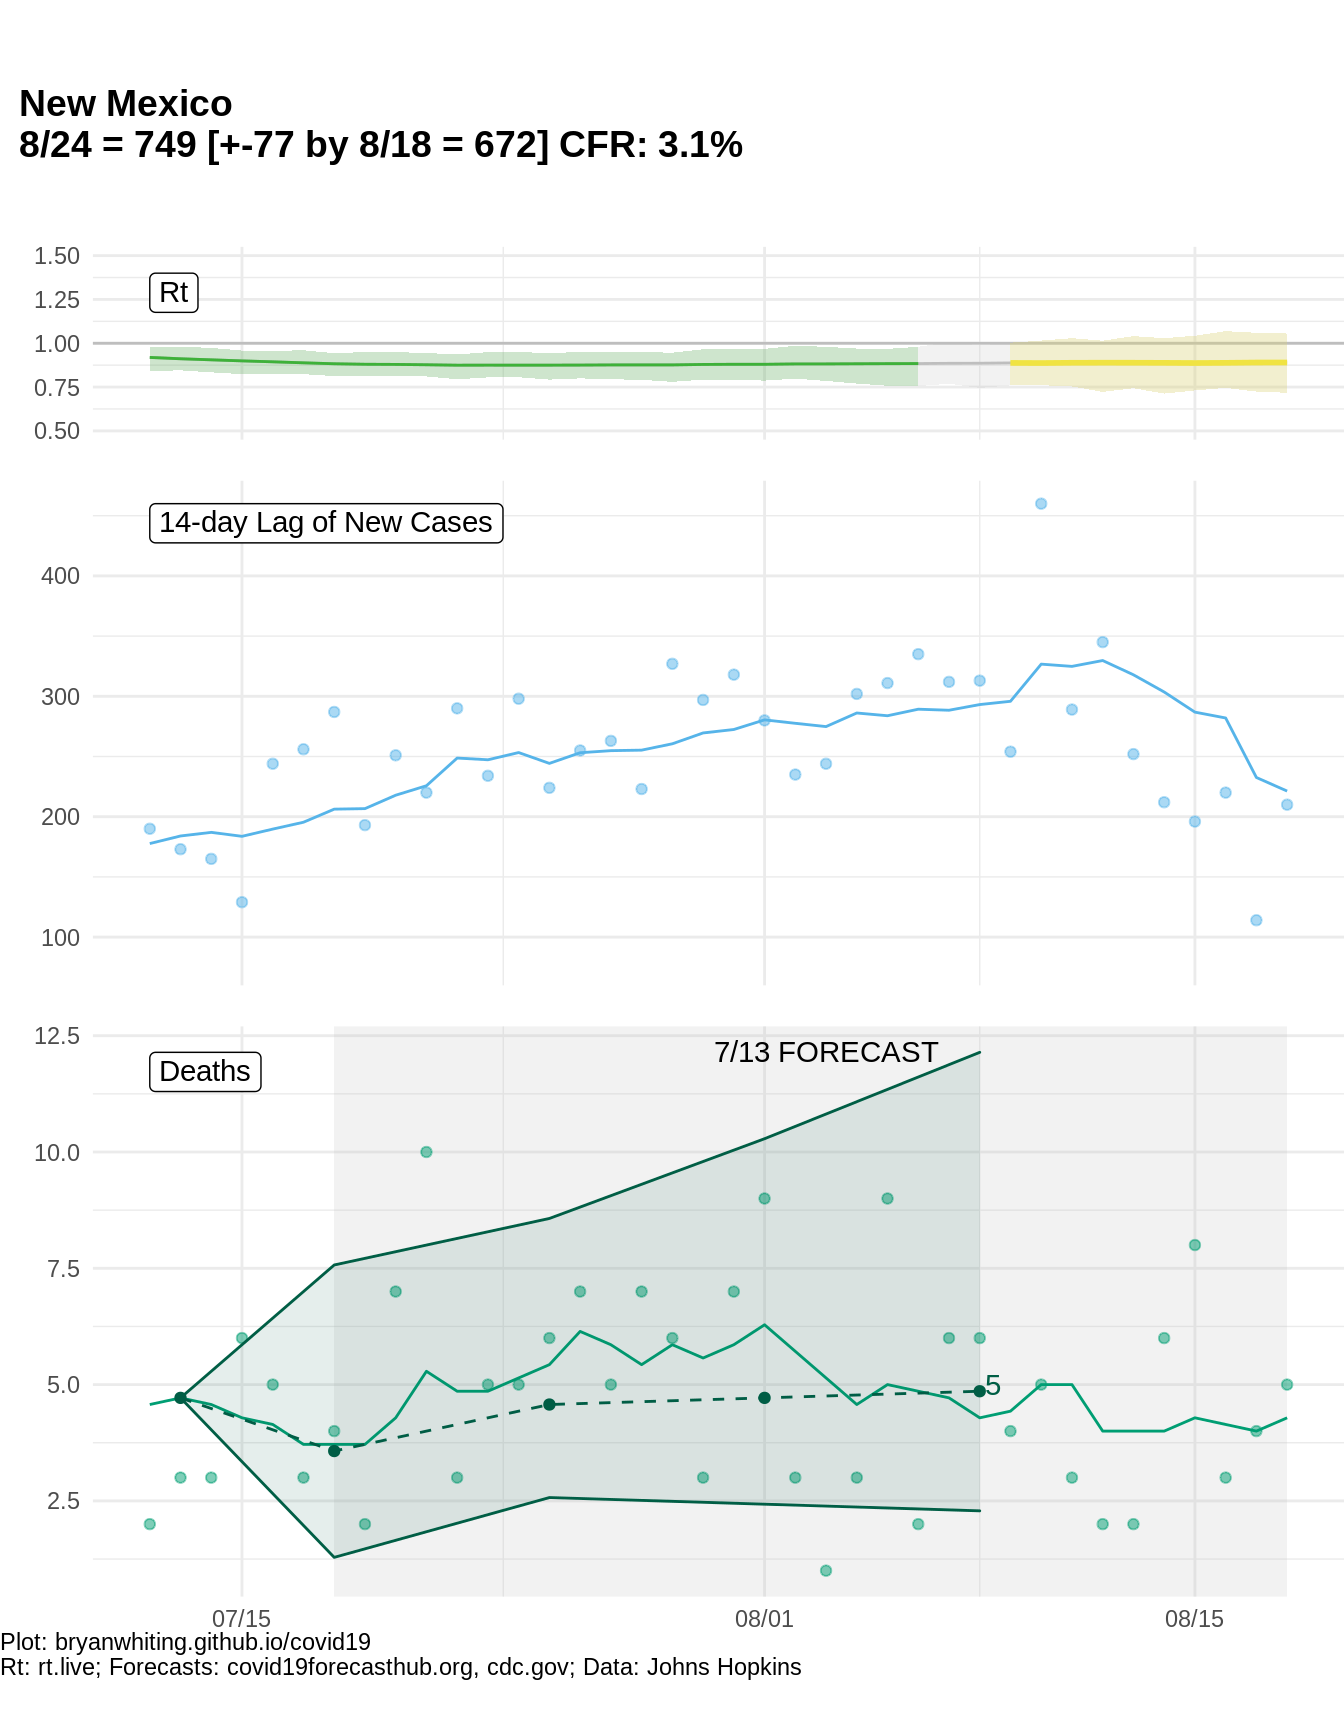 New Mexico
8/24 = 749 [+-77 by 8/18 = 672] CFR: 3.1%
1.50
Rt
1.25
1.00
0.75
0.50
14-day Lag of New Cases
400
300
200
100
12.5
7/13 FORECAST
Deaths
10.0
7.5
5.0
5
2.5
07/15 08/01 08/15
Plot: bryanwhiting.github.io/covid19
Rt: rt.live; Forecasts: covid19forecasthub.org, cdc.gov; Data: Johns Hopkins